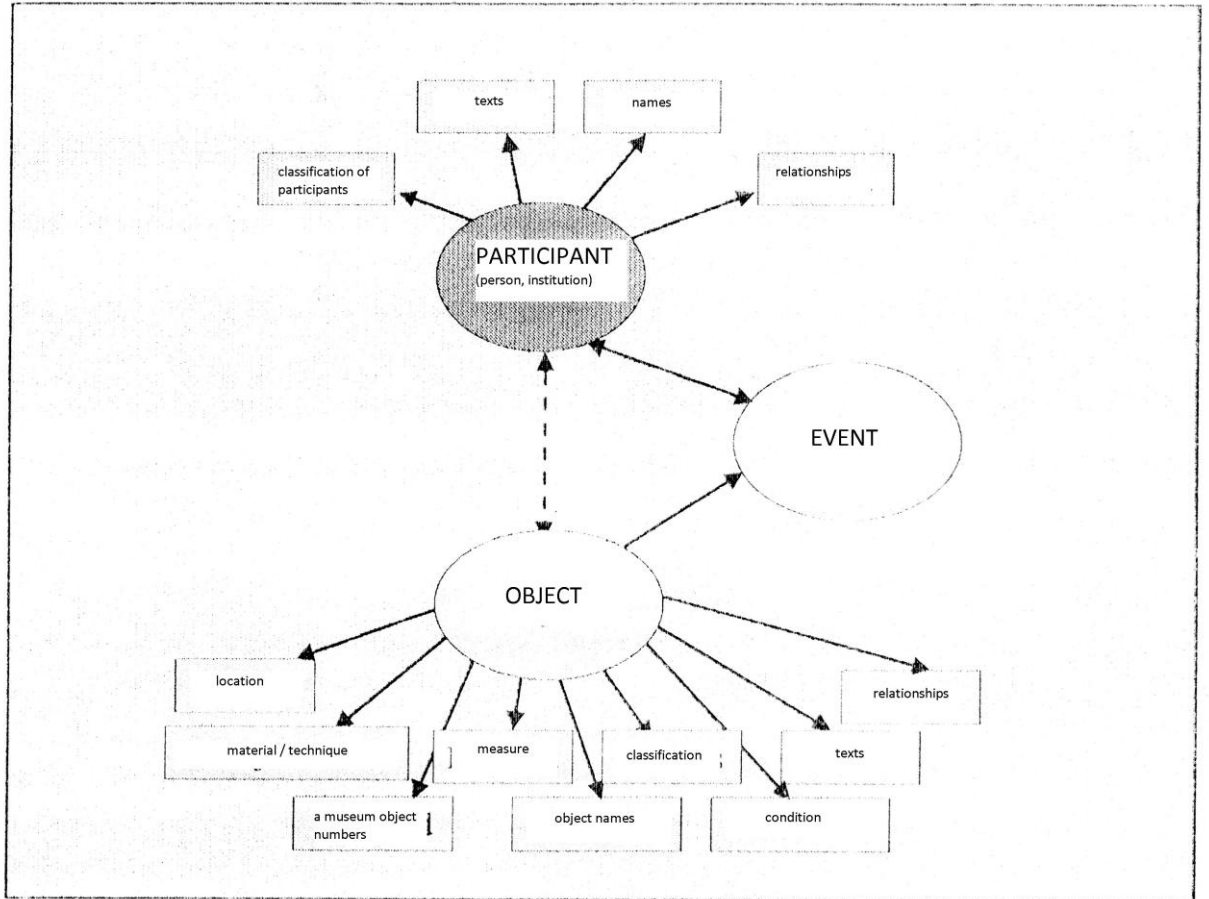 texts
names
classification of
participants
relationships
PARTICIPANT
(person, institution)
EVENT
OBJECT
location
relationships
material / technique
measure
classification
texts
a museum object
numbers
object names
condition